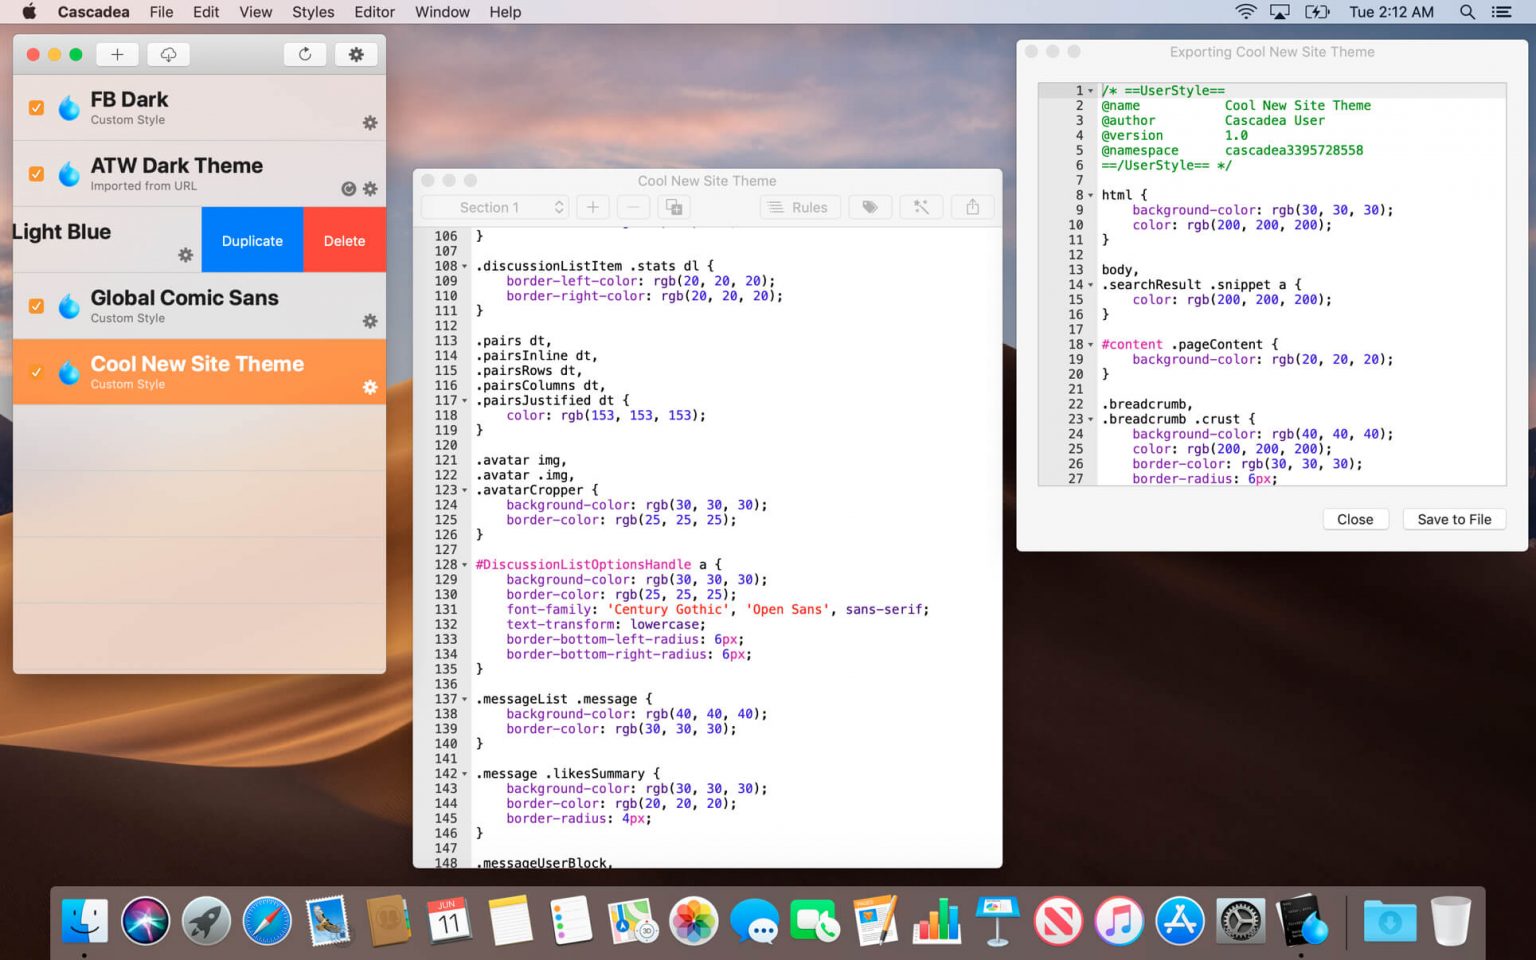 Cascadea File Edit View Styles Editor Window Help
Tue 2:12 AM
FB Dark
Custom Style
ATW Dark Theme
Imported from URL
Light Blue
Duplicate
Delete
Global Comic Sans
Custom Style
Cool New Site Theme
Custom Style
Cool New Site Theme
Section 1
Rules
106 }
107
108 .discussionListItem .stats dl {
109 border-left-color: rgb(20, 20, 20);
110 border-right-color: rgb(20, 20, 20);
111 }
112
113 .pairs dt,
114 .pairsInline dt,
115 .pairsRows dt,
116 .pairsColumns dt,
117 .pairsJustified dt {
118 color: rgb(153, 153, 153);
119 }
120
121 .avatar img,
122 .avatar .img,
123 .avatarCropper {
124 background-color: rgb(30, 30, 30);
125 border-color: rgb(25, 25, 25);
126 }
127
128 #DiscussionListOptionsHandle a {
129 background-color: rgb(30, 30, 30);
130 border-color: rgb(25, 25, 25);
131 font-family: 'Century Gothic', 'Open Sans', sans-serif;
132 text-transform: lowercase;
133 border-bottom-left-radius: 6px;
134 border-bottom-right-radius: 6px;
135 }
136
137 .messageList .message {
138 background-color: rgb(40, 40, 40);
139 border-color: rgb(30, 30, 30);
140 }
141
142 .message .likesSummary {
143 background-color: rgb(30, 30, 30);
144 border-color: rgb(20, 20, 20);
145 border-radius: 4px;
146 }
147
148 .messageUserBlock,
Exporting Cool New Site Theme
1 /* ==UserStyle==
2 @name Cool New Site Theme
3 @author Cascadea User
4 @version 1.0
5 @namespace cascadea3395728558
6 ==/UserStyle== */
7
8 html {
9 background-color: rgb(30, 30, 30);
10 color: rgb(200, 200, 200);
11 }
12
13 body,
14 .searchResult .snippet a {
15 color: rgb(200, 200, 200);
16 }
17
18 #content .pageContent {
19 background-color: rgb(20, 20, 20);
20 }
21
22 .breadcrumb,
23 .breadcrumb .crust {
24 background-color: rgb(40, 40, 40);
25 color: rgb(200, 200, 200);
26 border-color: rgb(30, 30, 30);
27 border-radius: 6px;
Close
Save to File
JUN
11
PAGES
3D